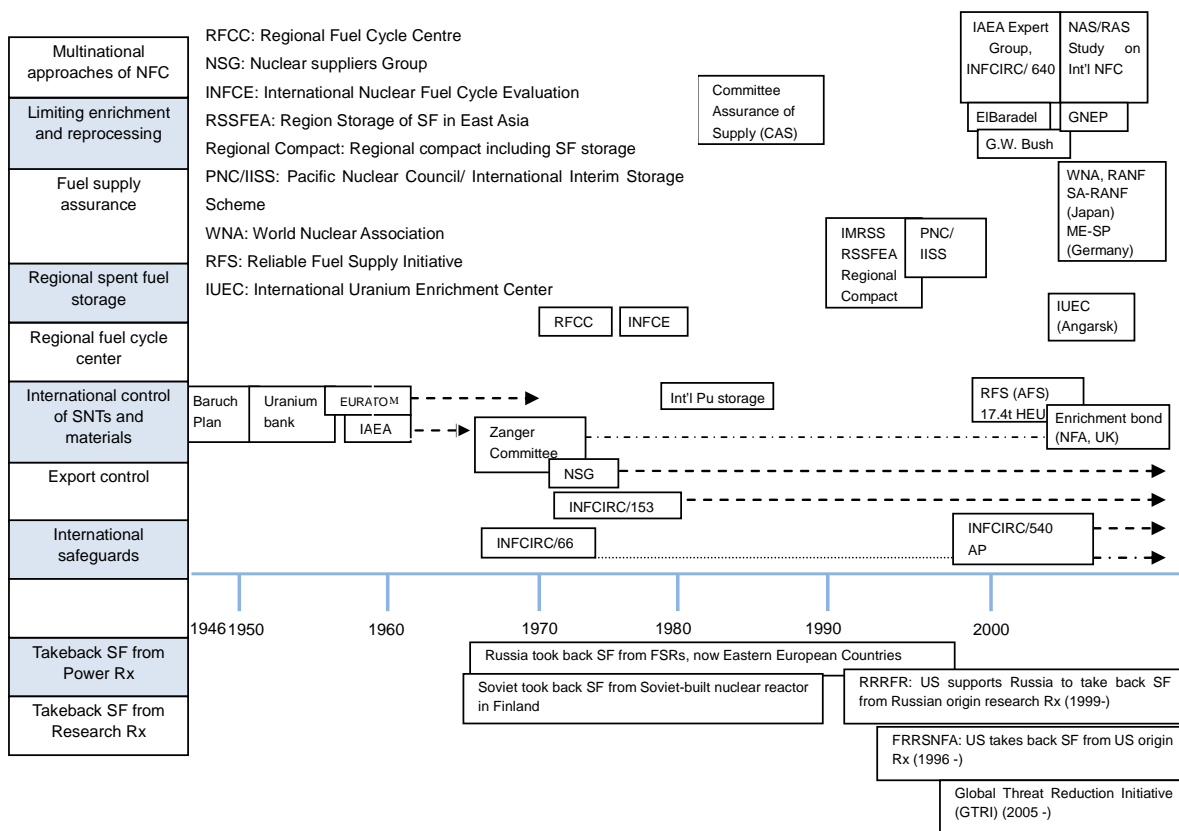 Multinational
approaches of NFC
Limiting enrichment
and reprocessing
Fuel supply
assurance
Regional spent fuel
storage
Regional fuel cycle
center
International control
of SNTs and
materials
Export control
International
safeguards
Takeback SF from
Power Rx
Takeback SF from
Research Rx
RFCC: Regional Fuel Cycle Centre
NSG: Nuclear suppliers Group
INFCE: International Nuclear Fuel Cycle Evaluation
RSSFEA: Region Storage of SF in East Asia
Regional Compact: Regional compact including SF storage
PNC/IISS: Pacific Nuclear Council/ International Interim Storage
Scheme
WNA: World Nuclear Association
RFS: Reliable Fuel Supply Initiative
IUEC: International Uranium Enrichment Center
Committee
Assurance of
Supply (CAS)
IAEA Expert
Group,
INFCIRC/ 640
NAS/RAS
Study on
Int'l NFC
ElBaradel
GNEP
G.W. Bush
WNA, RANF
SA-RANF
(Japan)
ME-SP
(Germany)
IMRSS
RSSFEA
Regional
Compact
PNC/
IISS
RFCC
INFCE
IUEC
(Angarsk)
Baruch
Plan
Uranium
bank
EURATOM
IAEA
Int'l Pu storage
RFS (AFS)
17.4t HEU
Enrichment bond
(NFA, UK)
Zanger
Committee
NSG
INFCIRC/153
INFCIRC/66
INFCIRC/540
AP
1946
1950
1960
1970
1980
1990
2000
Russia took back SF from FSRs, now Eastern European Countries
Soviet took back SF from Soviet-built nuclear reactor
in Finland
RRRFR: US supports Russia to take back SF
from Russian origin research Rx (1999-)
FRRSNFA: US takes back SF from US origin
Rx (1996 -)
Global Threat Reduction Initiative
(GTRI) (2005 -)